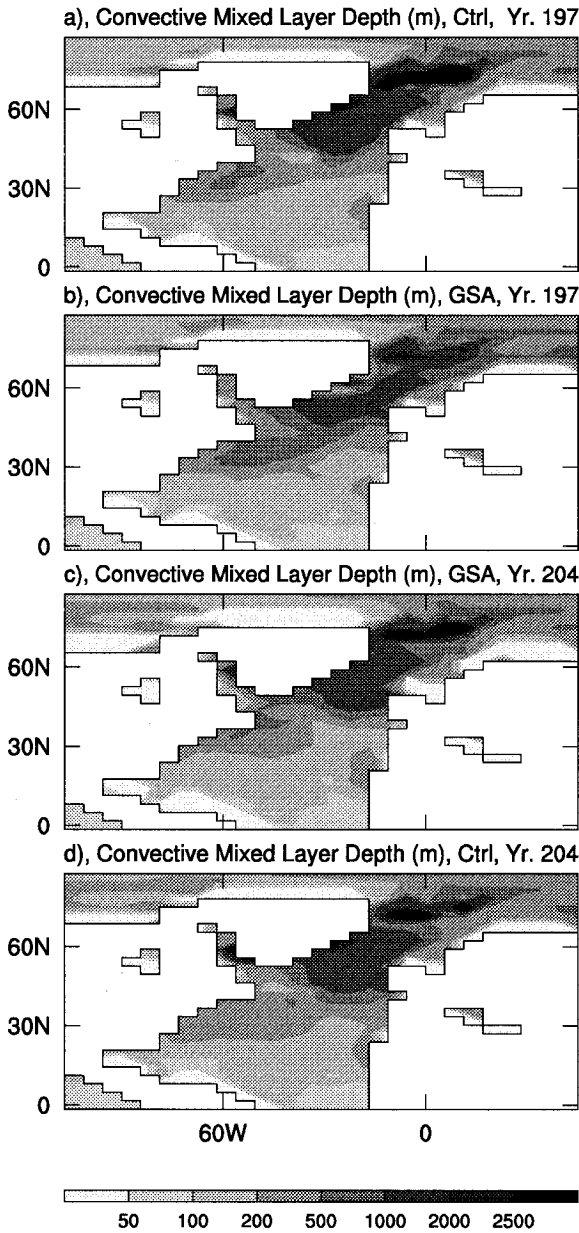 a), Convective Mixed Layer Depth (m), Ctrl, Yr. 197
60N
30N
0
b), Convective Mixed Layer Depth (m), GSA, Yr. 197
60N
30N
0
c), Convective Mixed Layer Depth (m), GSA, Yr. 204
60N
30N
0
d), Convective Mixed Layer Depth (m), Ctrl, Yr. 204
60N
30N
0
60W 0
50 100 200 500 1000 2000 2500